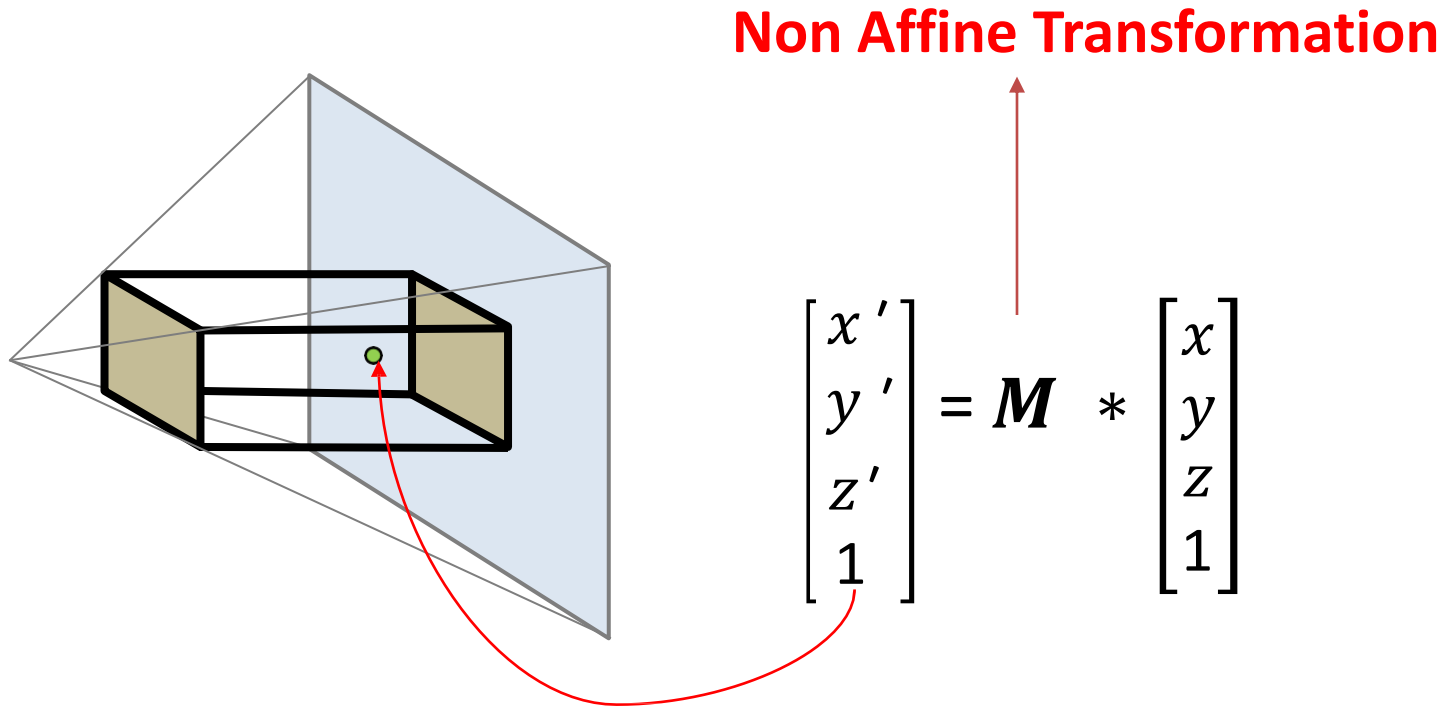 Non Affine Transformation
x ′
y ′
z ′
1
= M *
x
y
z
1